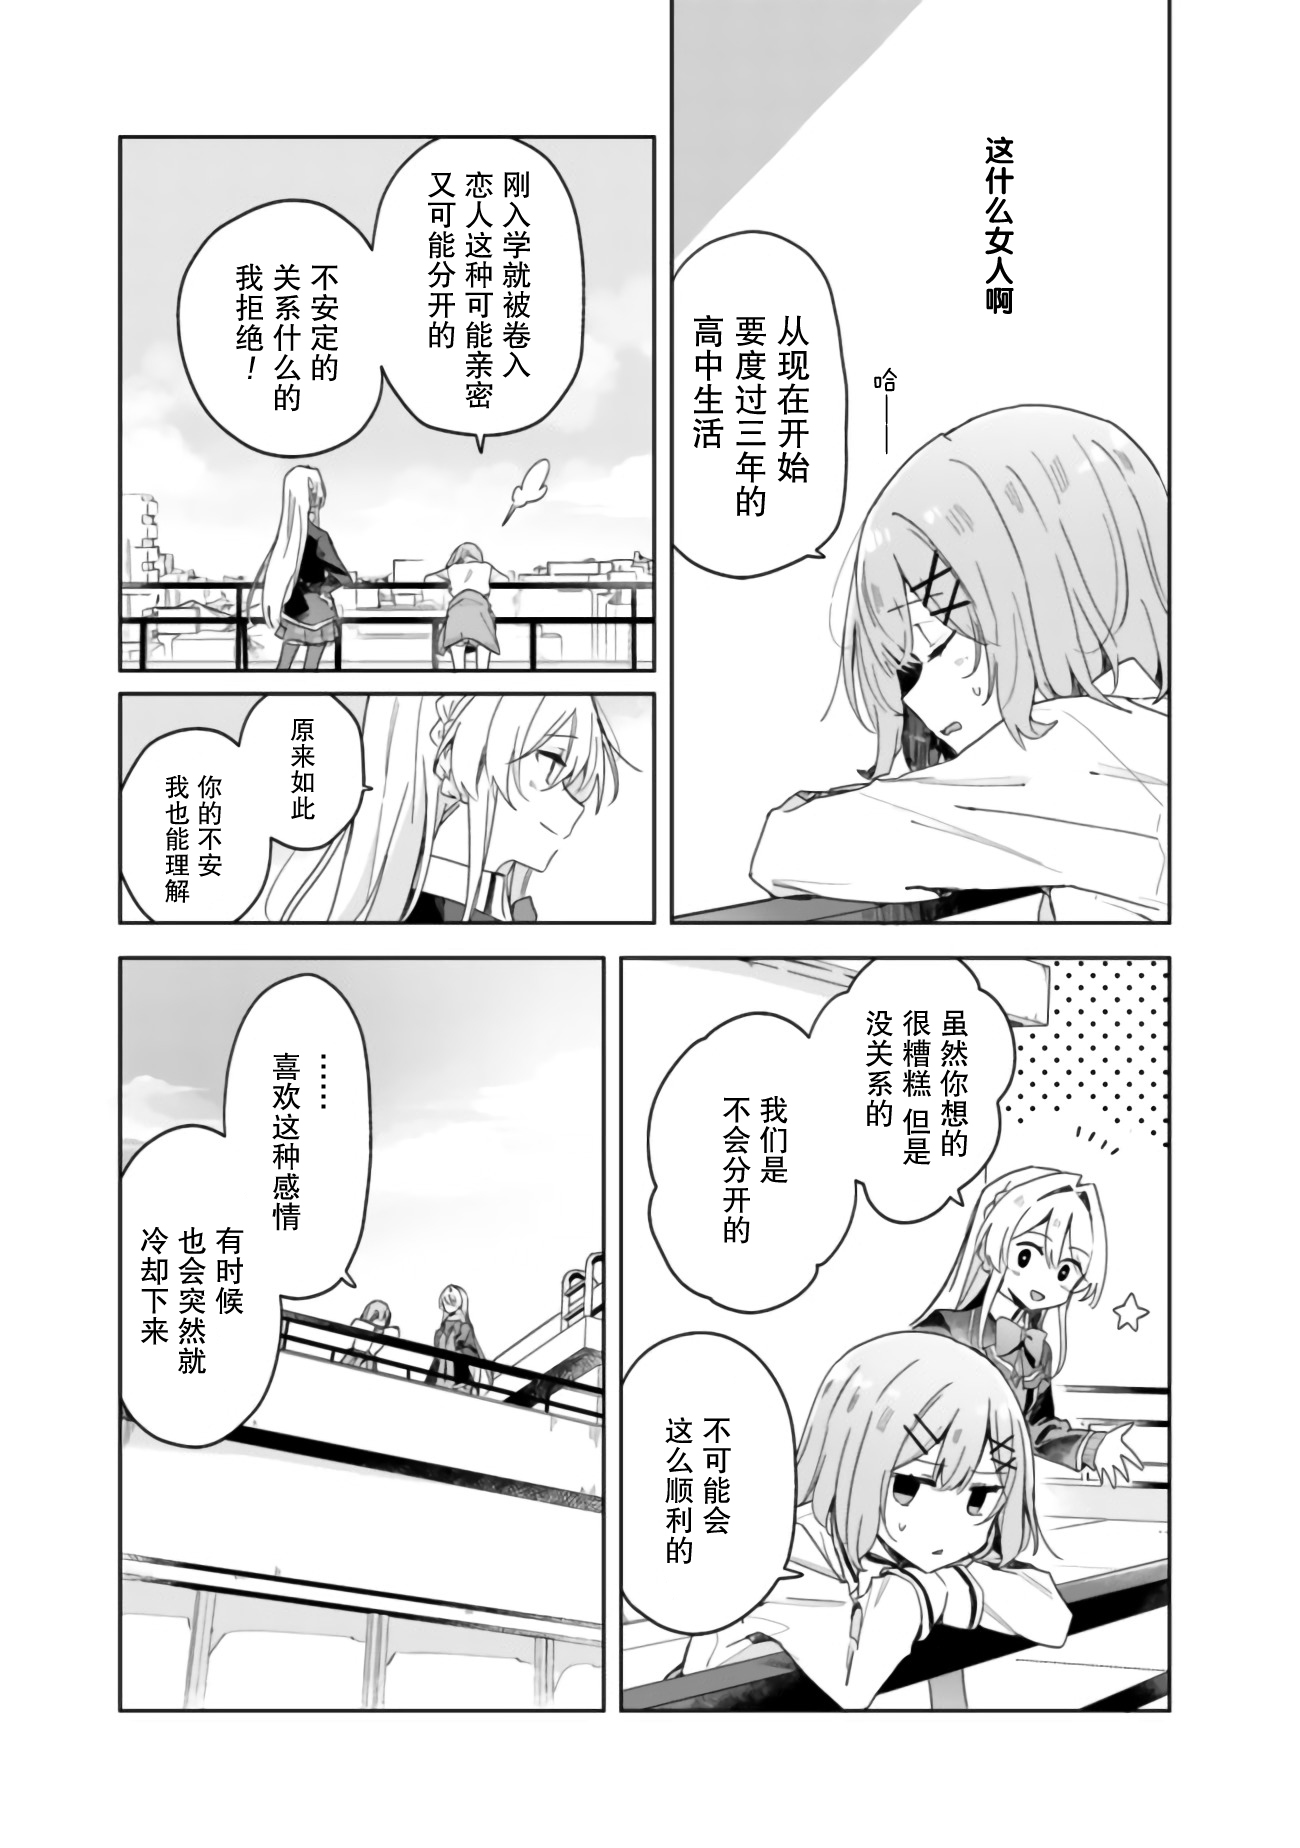 这什么女人啊
哈——
从现在开始
要度过三年的
高中生活
刚入学就被卷入
恋人这种可能亲密
又可能分开的
不安定的
关系什么的
我拒绝！
原来如此
你的不安
我也能理解
虽然你想的
很糟糕 但是
没关系的
我们是
不会分开的
不可能会
这么顺利的
……
喜欢这种感情
有时候
也会突然就
冷却下来